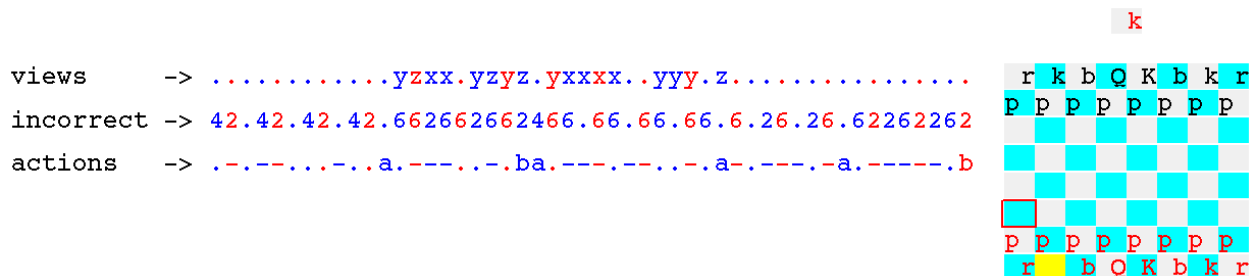 k
views -> ............yzxx.yzyz.yxxxx..yyy.z................
incorrect -> 42.42.42.42.662662662466.66.66.66.6.26.26.62262262
actions -> .-.--...-..a.---..-.ba.---.--..-.a-.---.-a.-----.b
r k b Q K b k r
p p p p p p p p
p p p p p p p p
r b Q K b k r